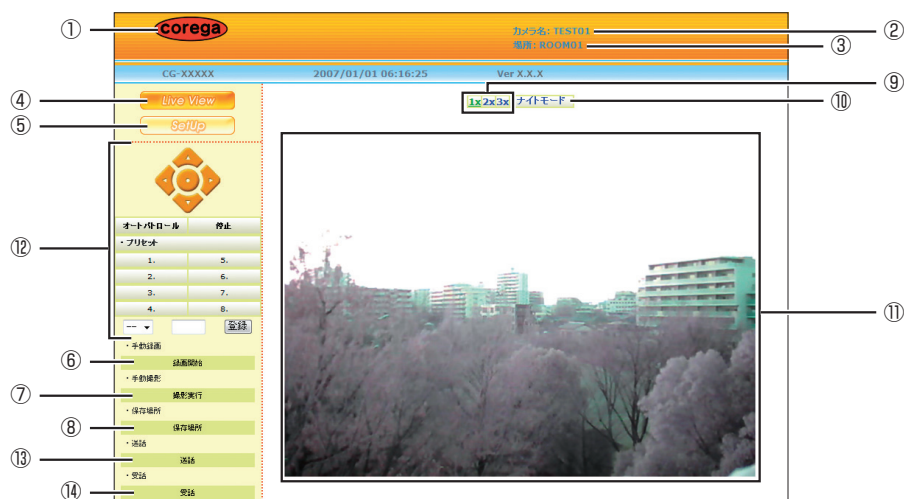 ① corega カメラ名: TEST01 ②
場所: ROOM01 ③
CG-XXXXX 2007/01/01 06:16:25 Ver X.X.X
⑨
④ Live View 1x 2x 3x ナイトモード ⑩
⑤ SetUp
⑫
オートパトロール 停止
・プリセット
1. 5.
2. 6.
3. 7.
4. 8.
-- 登録
⑪
・手動録画
⑥ 録画開始
・手動撮影
⑦ 撮影実行
・保存場所
⑧ 保存場所
・送話
⑬ 送話
・受話
⑭ 受話